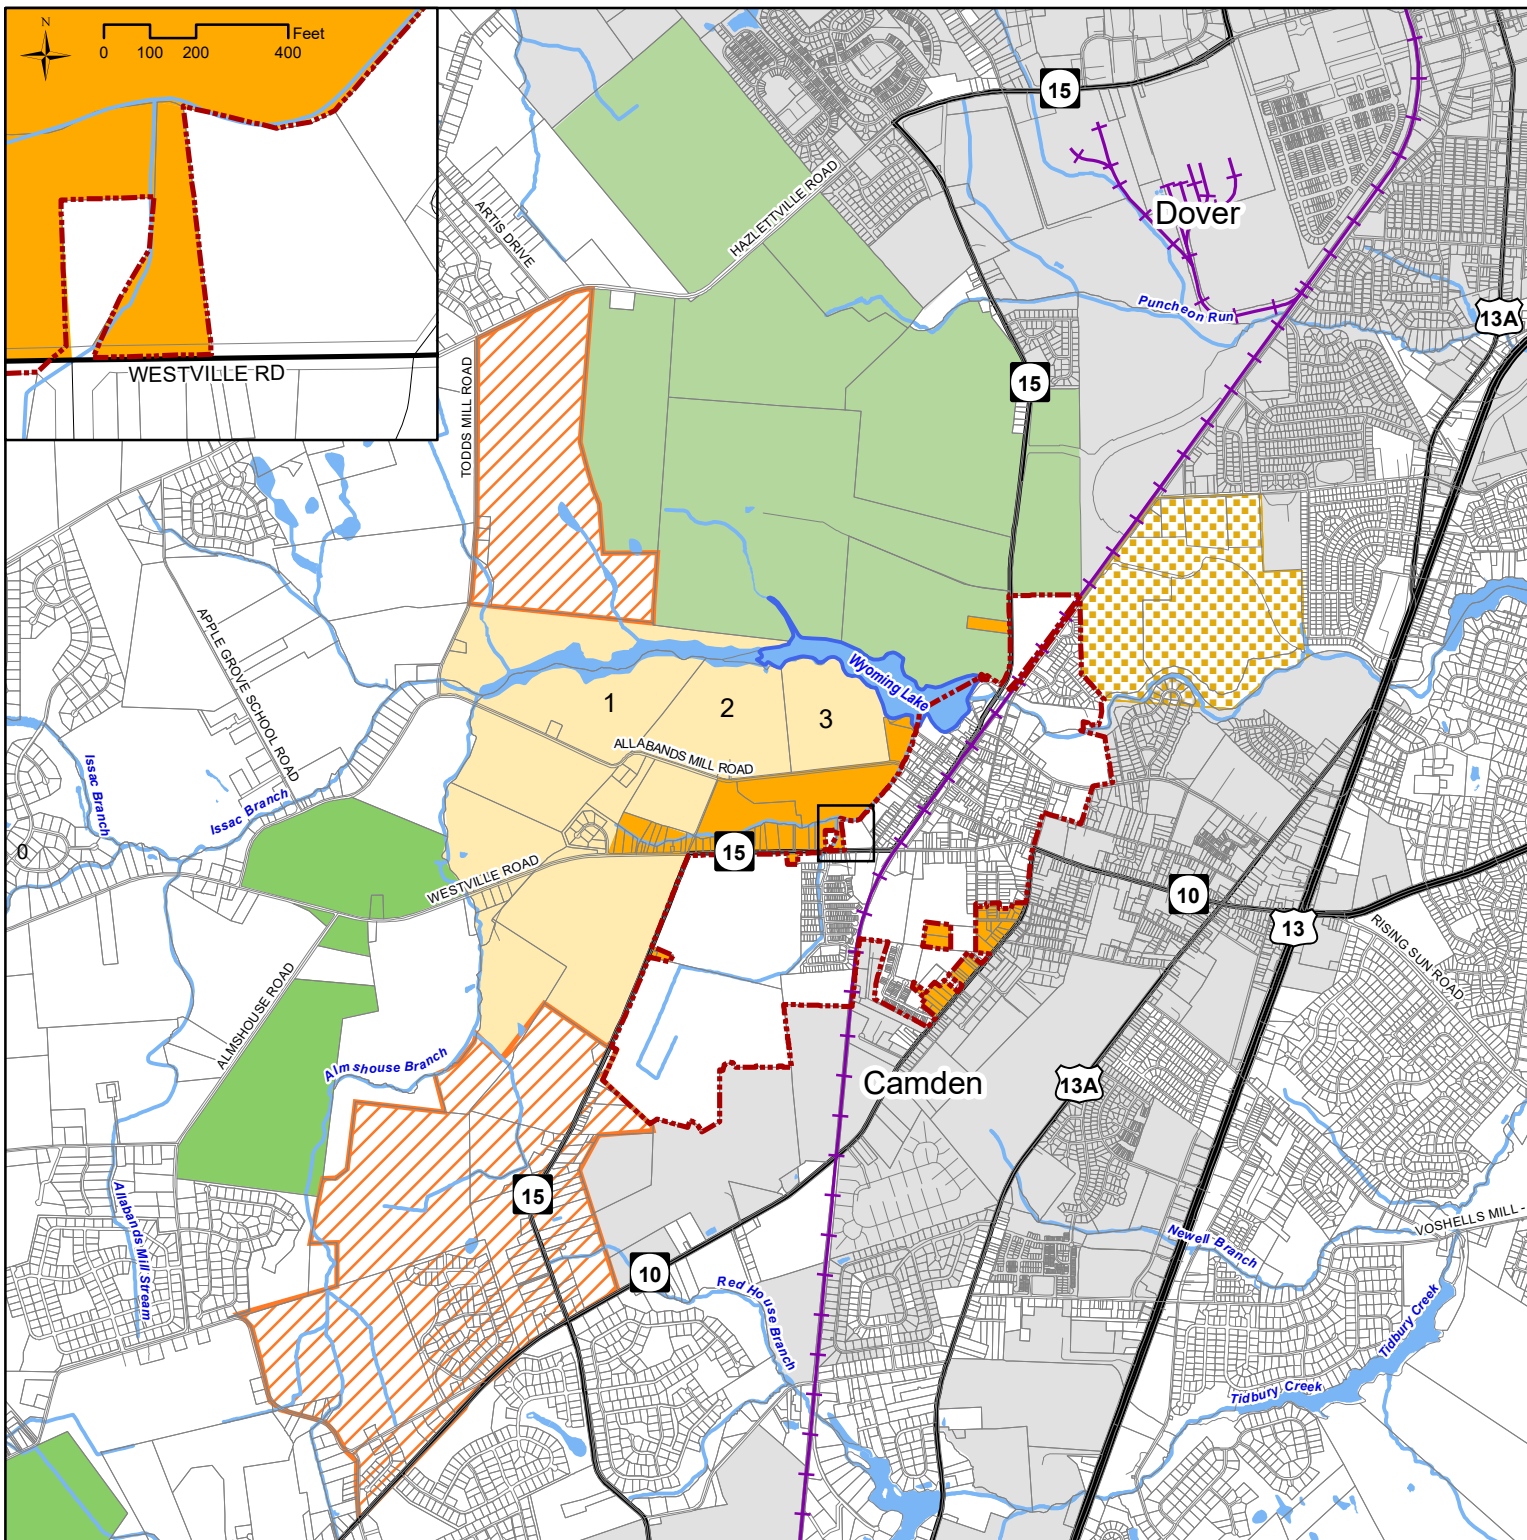 N
0 100 200 400 Feet
WESTVILLE RD
ARTIS DRIVE
HAZLETTVILLE ROAD
15
Dover
Puncheon Run
13A
15
TODDS MILL ROAD
APPLE GROVE SCHOOL ROAD
Wyoming Lake
1
2
3
ALLABANDS MILL ROAD
Issac Branch
Issac Branch
0
15
WESTVILLE ROAD
10
13
RISING SUN ROAD
ALMSHOUSE ROAD
Almshouse Branch
Camden
13A
15
Allabands Mill Stream
10
Red House Branch
Newell Branch
VOSHELLS MILL -
Tidbury Creek
Tidbury Creek